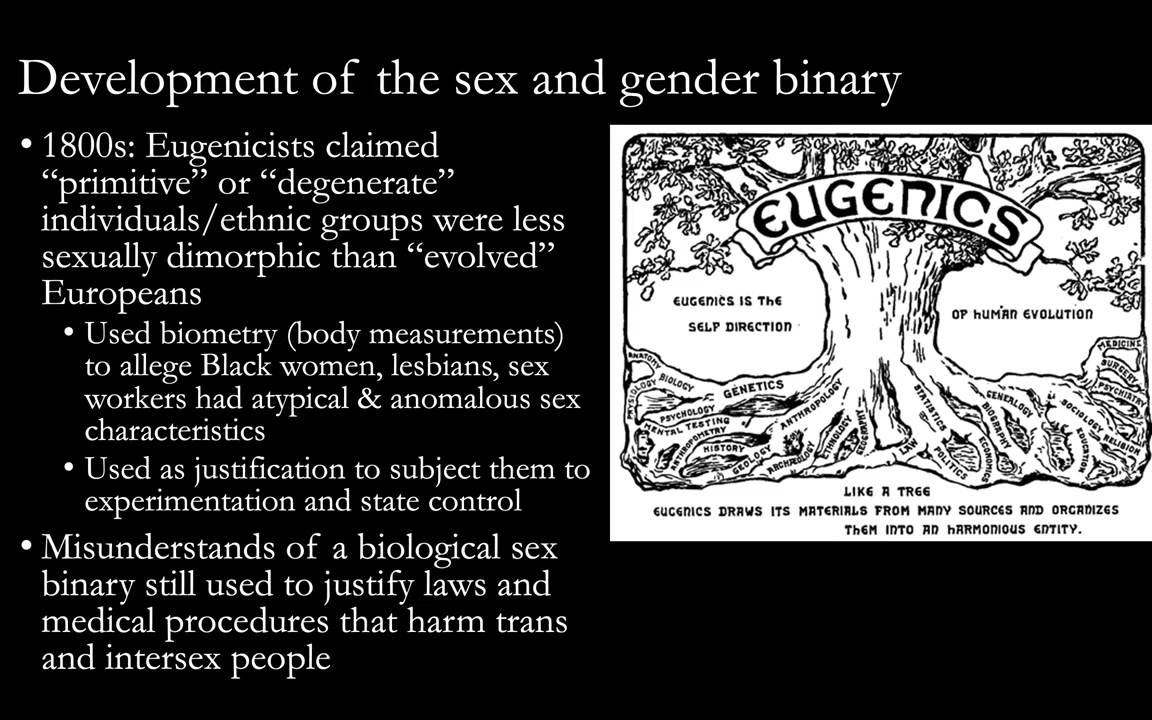 Development of the sex and gender binary
• 1800s: Eugenicists claimed
“primitive” or “degenerate”
individuals/ethnic groups were less
sexually dimorphic than “evolved”
Europeans
• Used biometry (body measurements)
to allege Black women, lesbians, sex
workers had atypical & anomalous sex
characteristics
• Used as justification to subject them to
experimentation and state control
• Misunderstands of a biological sex
binary still used to justify laws and
medical procedures that harm trans
and intersex people
EUGENICS
EUGENICS IS THE
SELF DIRECTION
OF HUMAN EVOLUTION
ANATOMY
PHYSIOLOGY
BIOLOGY
GENETICS
PSYCHOLOGY
MENTAL TESTING
ANTHROPOMETRY
HISTORY
GEOLOGY
ANTHROPOLOGY
ARCHAEOLOGY
ETHNOLOGY
GEOGRAPHY
LAW
STATISTICS
POLITICS
ECONOMICS
BIOGRAPHY
GENEALOGY
SOCIOLOGY
EDUCATION
RELIGION
PSYCHIATRY
SURGERY
MEDICINE
LIKE A TREE
EUGENICS DRAWS ITS MATERIALS FROM MANY SOURCES AND ORGANIZES
THEM INTO AN HARMONIOUS ENTITY.